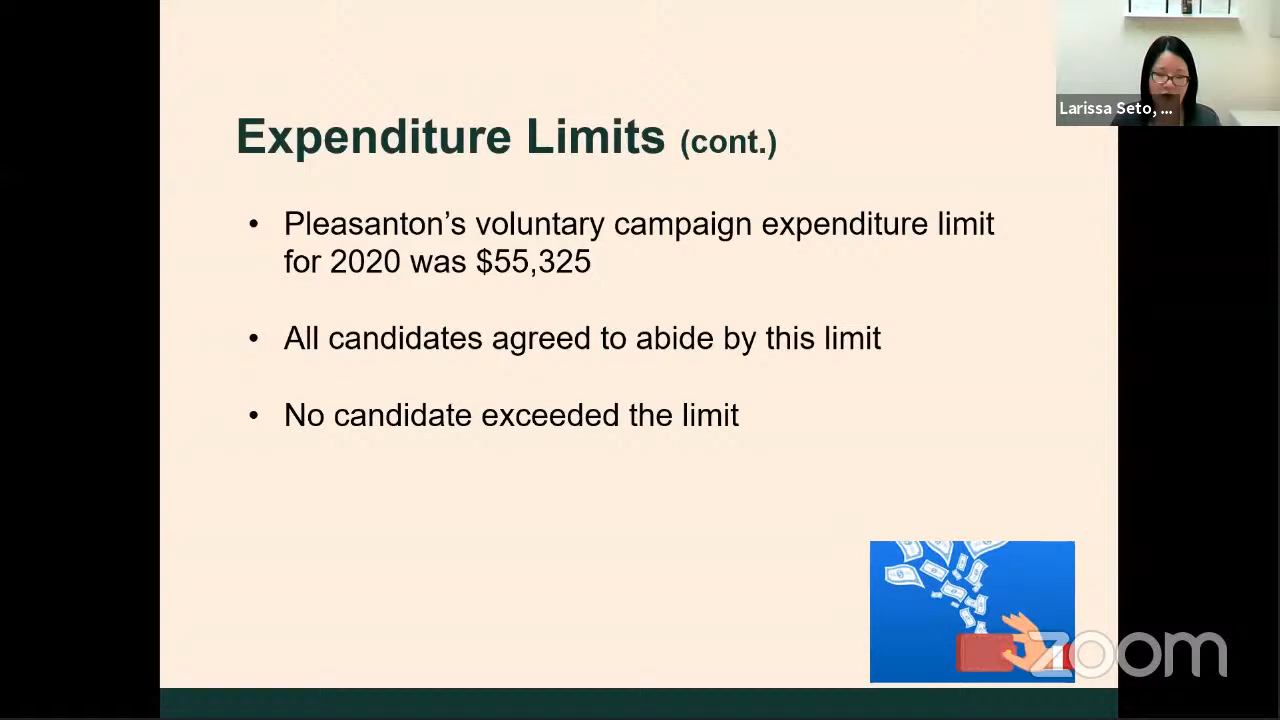 Larissa Seto, ...
Expenditure Limits (cont.)
• Pleasanton’s voluntary campaign expenditure limit
for 2020 was $55,325
• All candidates agreed to abide by this limit
• No candidate exceeded the limit
zoom